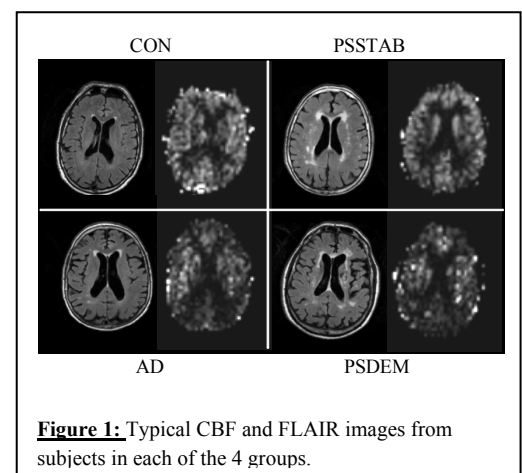 CON PSSTAB
AD PSDEM
Figure 1: Typical CBF and FLAIR images from
subjects in each of the 4 groups.